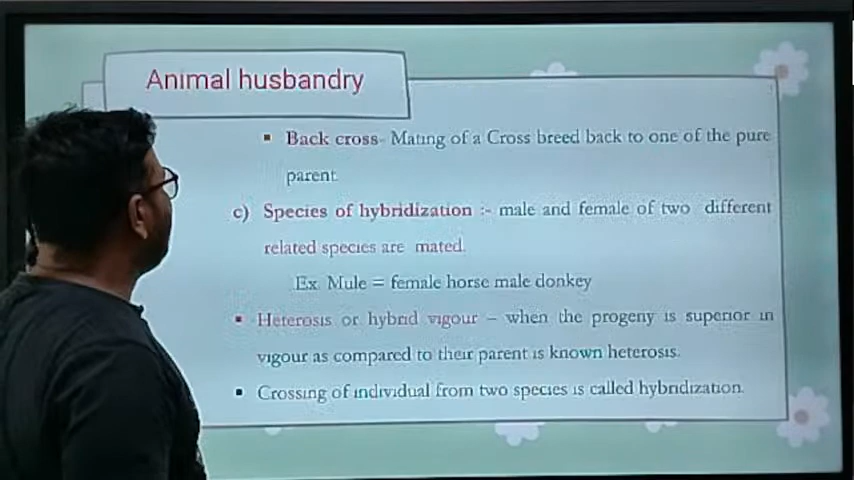 Animal husbandry
▪ Back cross- Mating of a Cross breed back to one of the pure
parent.
c) Species of hybridization :- male and female of two different
related species are mated.
Ex. Mule = female horse male donkey
▪ Heterosis or hybrid vigour – when the progeny is superior in
vigour as compared to their parent is known heterosis.
▪ Crossing of individual from two species is called hybridization.